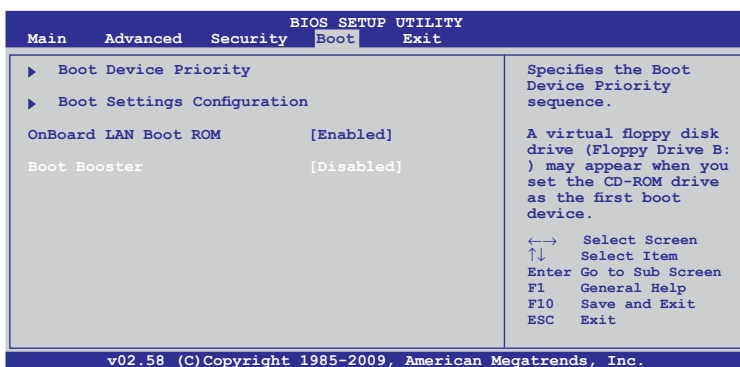 BIOS SETUP UTILITY
Main Advanced Security Boot Exit
Boot Device Priority
Boot Settings Configuration
OnBoard LAN Boot ROM [Enabled]
Boot Booster [Disabled]
Specifies the Boot
Device Priority
sequence.
A virtual floppy disk
drive (Floppy Drive B:
) may appear when you
set the CD-ROM drive
as the first boot
device.
←→ Select Screen
↑↓ Select Item
Enter Go to Sub Screen
F1 General Help
F10 Save and Exit
ESC Exit
v02.58 (C)Copyright 1985-2009, American Megatrends, Inc.